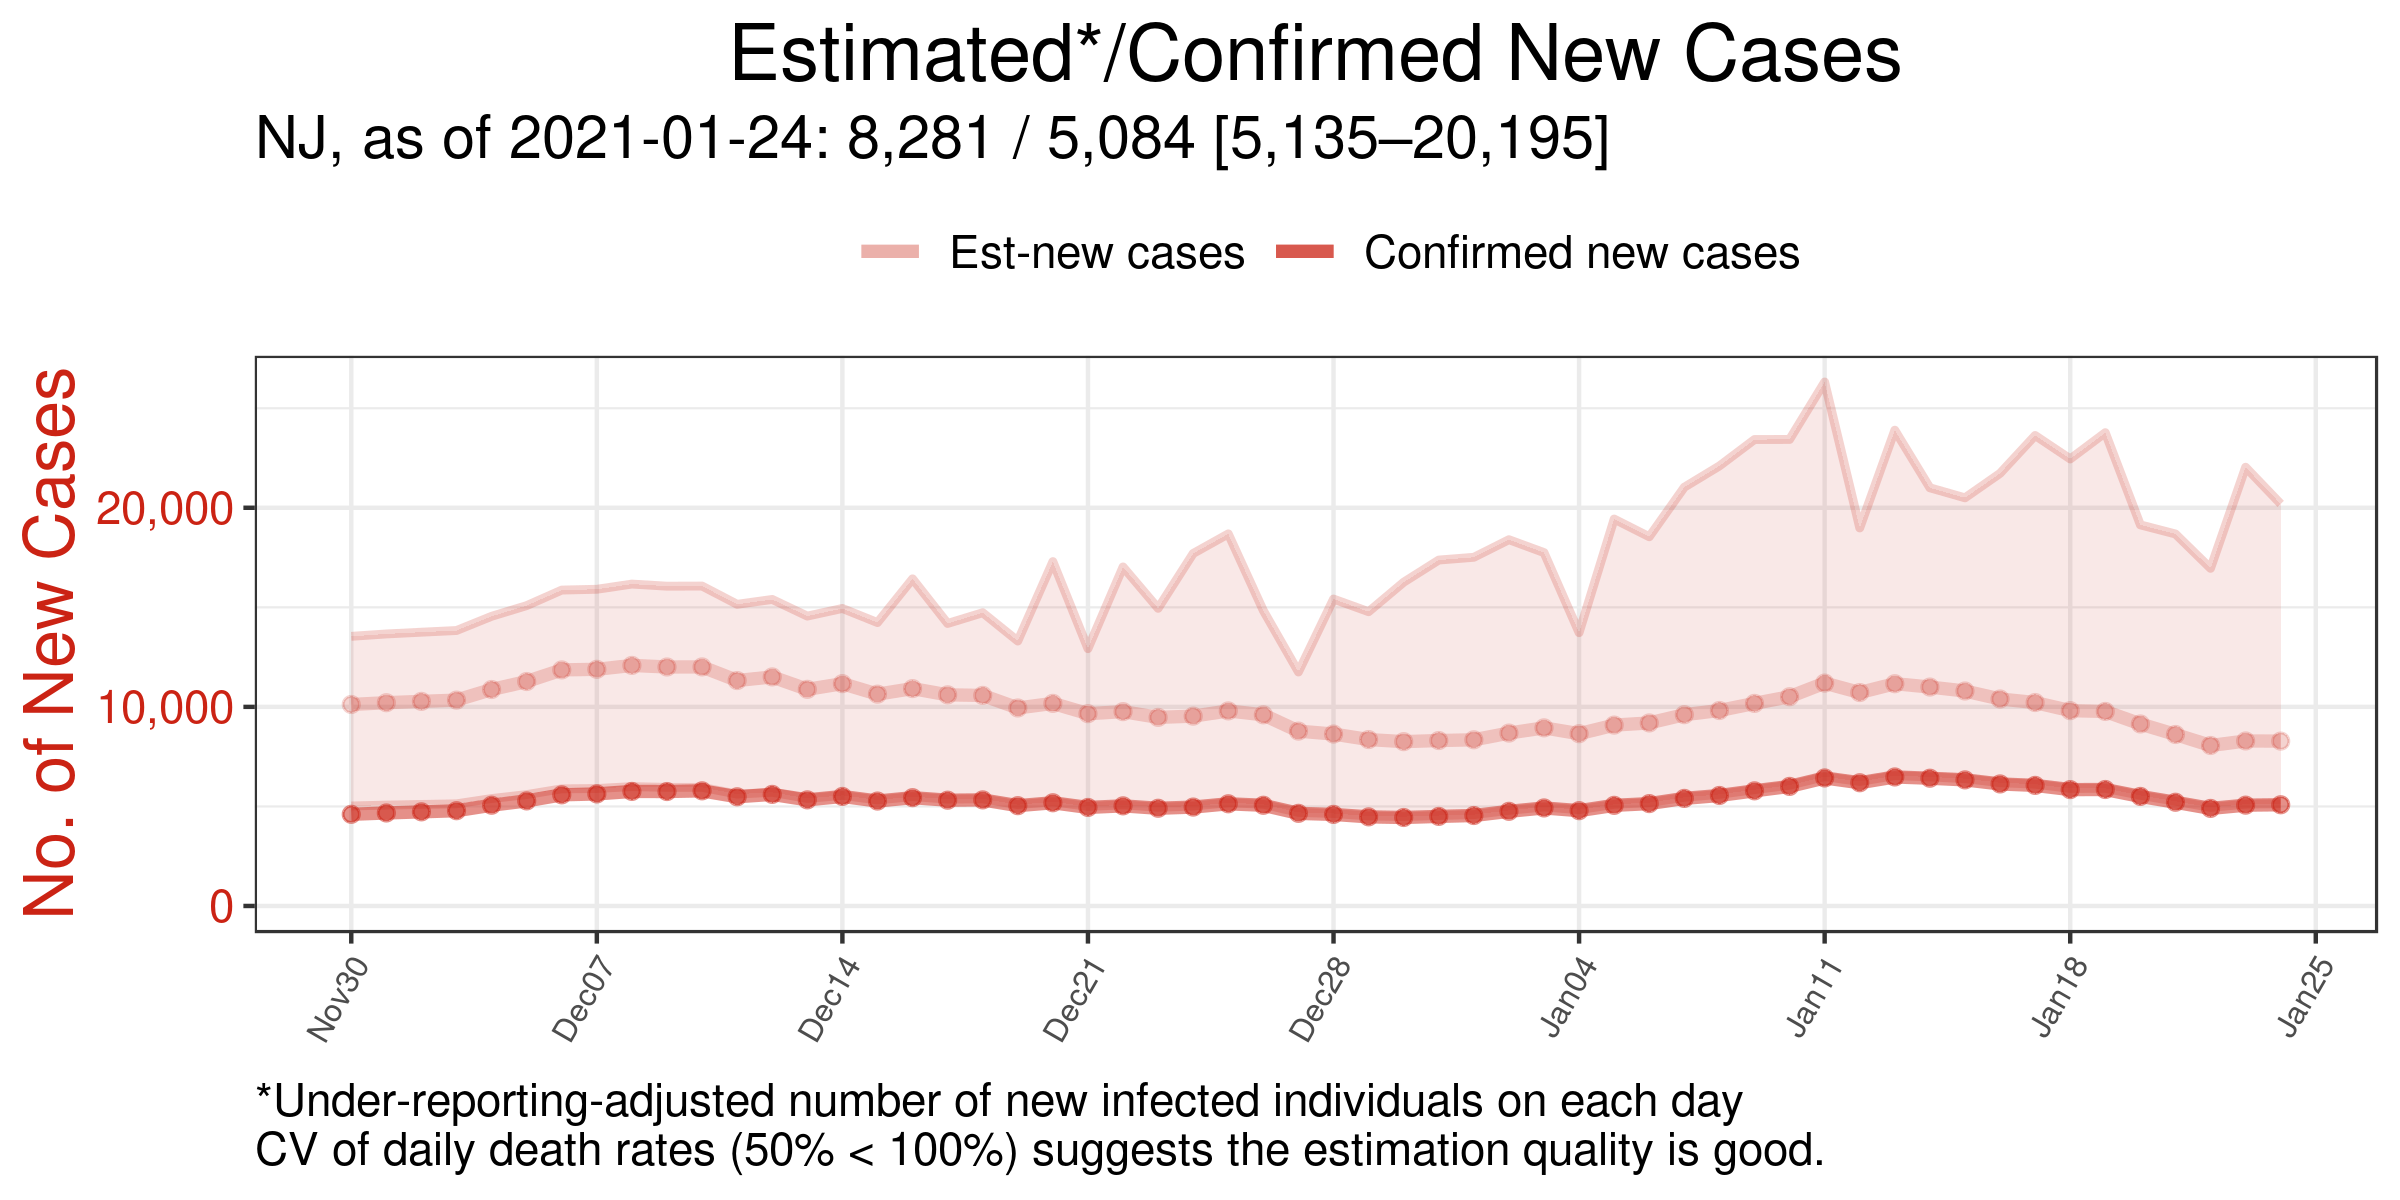 Estimated*/Confirmed New Cases
NJ, as of 2021-01-24: 8,281 / 5,084 [5,135–20,195]
Est-new cases
Confirmed new cases
No. of New Cases
20,000
10,000
0
Nov30
Dec07
Dec14
Dec21
Dec28
Jan04
Jan11
Jan18
Jan25
*Under-reporting-adjusted number of new infected individuals on each day
CV of daily death rates (50% < 100%) suggests the estimation quality is good.